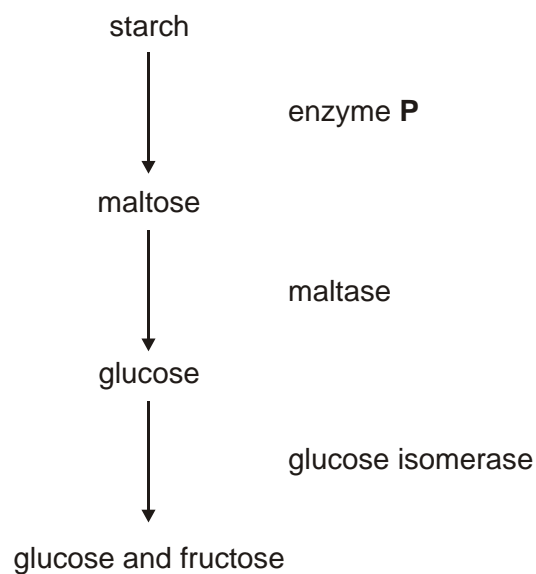 starch
enzyme P
maltose
maltase
glucose
glucose isomerase
glucose and fructose